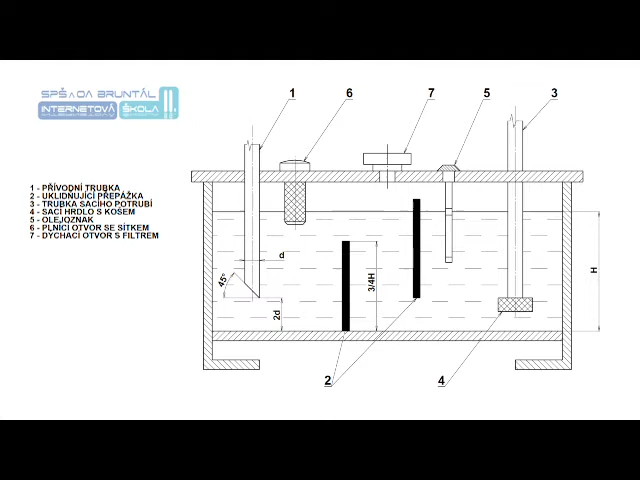 SPŠ A OA BRUNTÁL
INTERNETOVÁ ŠKOLA
1 6 7 5 3
1 - PŘÍVODNÍ TRUBKA
2 - UKLIDŇUJÍCÍ PŘEPÁŽKA
3 - TRUBKA SACÍHO POTRUBÍ
4 - SACÍ HRDLO S KOŠEM
5 - OLEJOZNAK
6 - PLNÍCÍ OTVOR SE SÍTKEM
7 - DÝCHACÍ OTVOR S FILTREM
d
45°
2d
3/4H
H
2 4